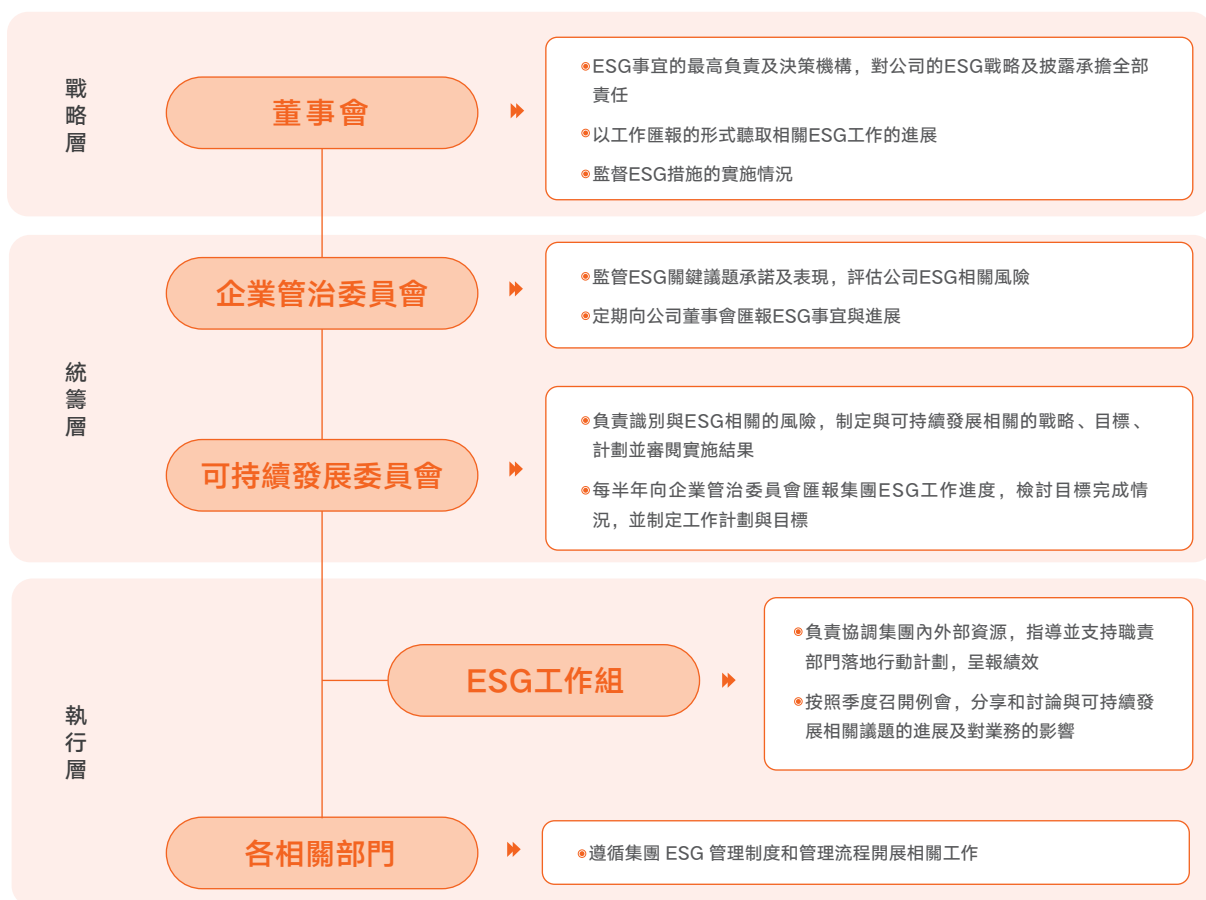 戰略層
董事會
◉ESG事宜的最高負責及決策機構，對公司的ESG戰略及披露承擔全部
責任
◉以工作匯報的形式聽取相關ESG工作的進展
◉監督ESG措施的實施情況
統籌層
企業管治委員會
◉監管ESG關鍵議題承諾及表現，評估公司ESG相關風險
◉定期向公司董事會匯報ESG事宜與進展
可持續發展委員會
◉負責識別與ESG相關的風險，制定與可持續發展相關的戰略、目標、
計劃並審閱實施結果
◉每半年向企業管治委員會匯報集團ESG工作進度，檢討目標完成情
況，並制定工作計劃與目標
執行層
ESG工作組
◉負責協調集團內外部資源，指導並支持職責
部門落地行動計劃，呈報績效
◉按照季度召開例會，分享和討論與可持續發
展相關議題的進展及對業務的影響
各相關部門
◉遵循集團 ESG 管理制度和管理流程開展相關工作